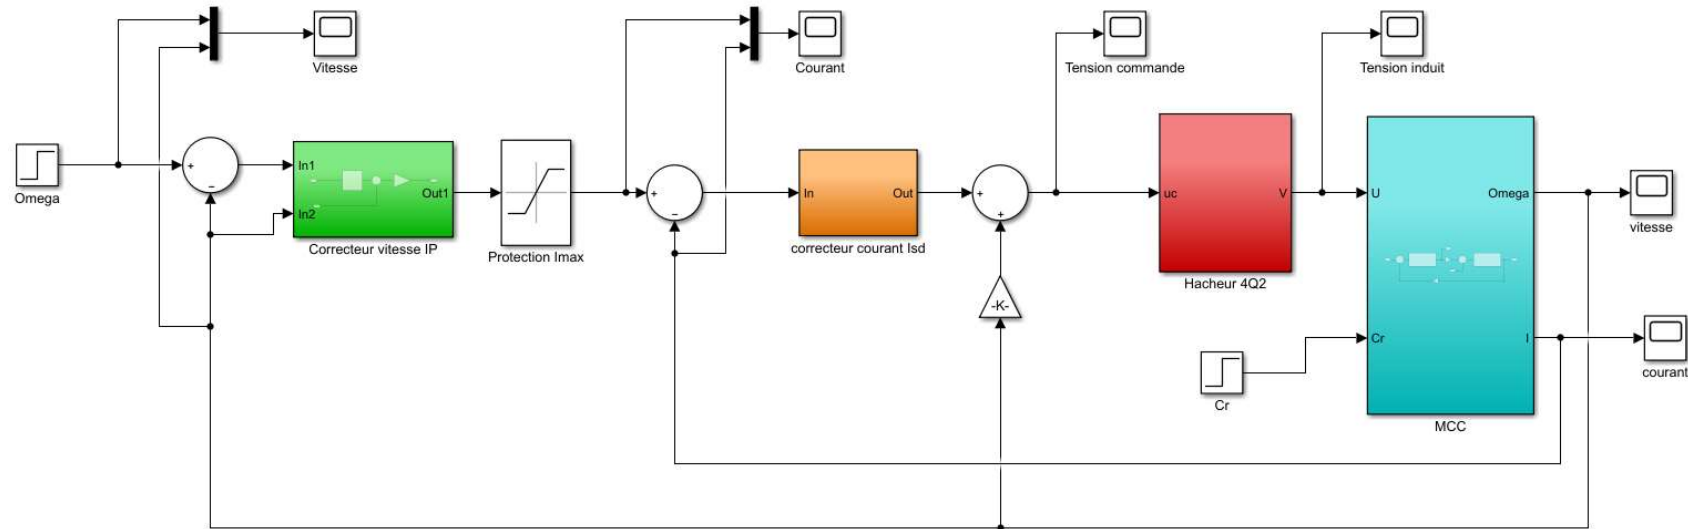 Vitesse
Courant
Tension commande
Tension induit
Omega
+
−
In1
In2
Out1
Correcteur vitesse IP
Protection Imax
+
−
In
Out
correcteur courant Isd
+
+
-K-
uc
V
Hacheur 4Q2
U
Omega
Cr
I
MCC
vitesse
courant
Cr